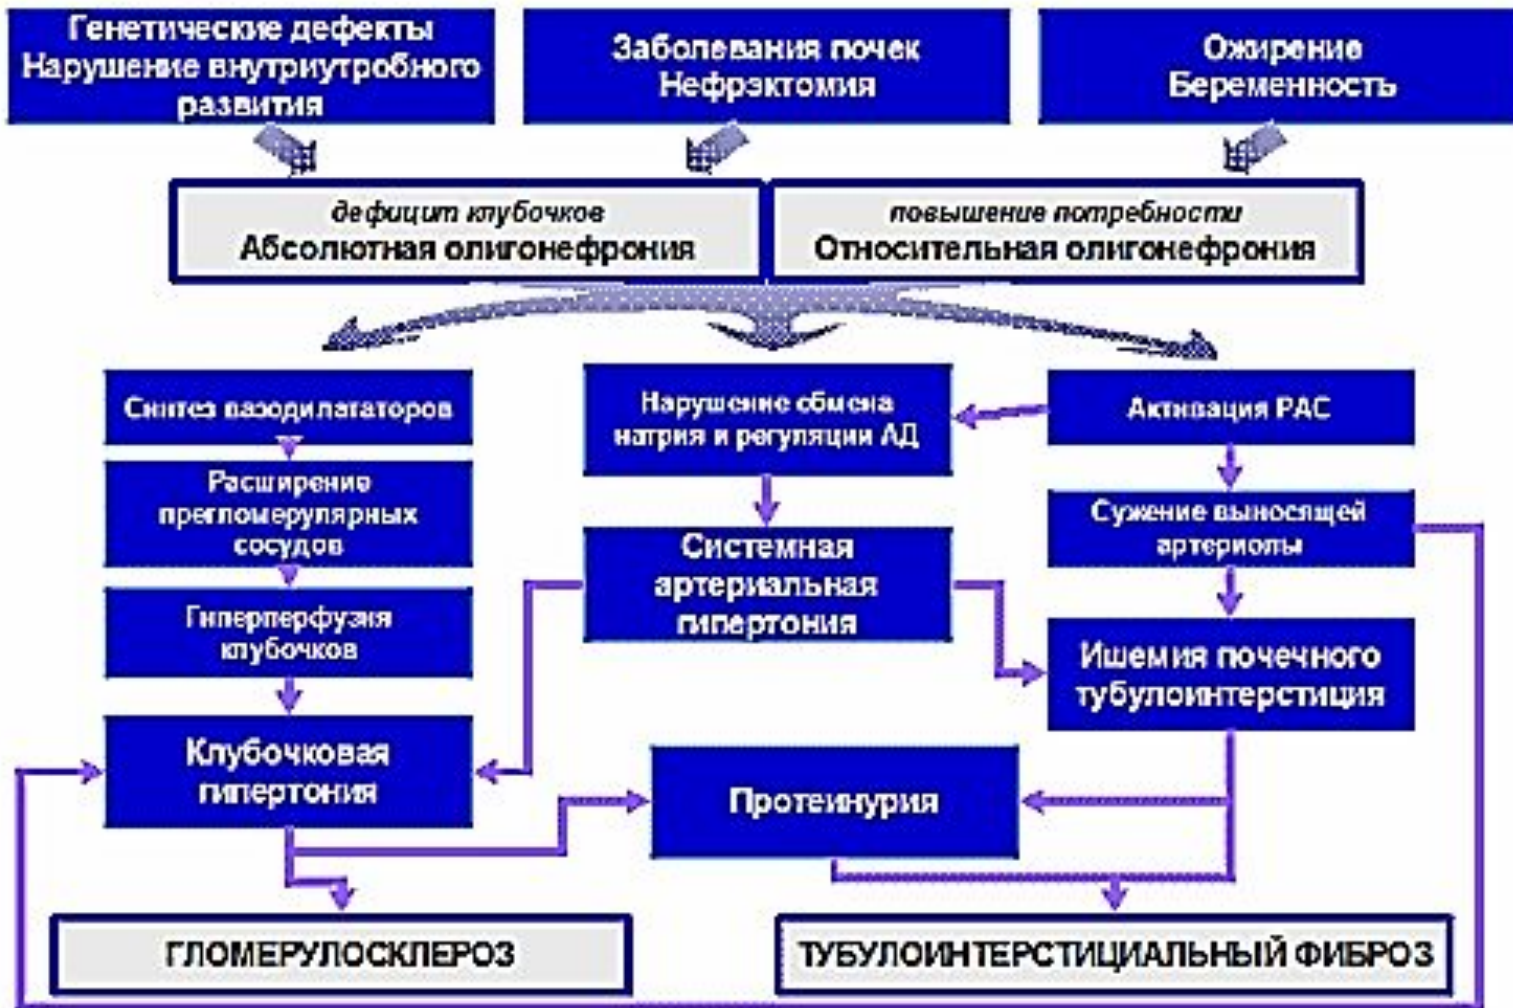 Генетические дефекты
Нарушение внутриутробного
развития
Заболевания почек
Нефрэктомия
Ожирение
Беременность
дефицит клубочков
Абсолютная олигонефрония
повышение потребности
Относительная олигонефрония
Синтез вазодилататоров
Нарушение обмена
натрия и регуляции АД
Активация РАС
Расширение
прегломерулярных
сосудов
Сужение выносящей
артериолы
Системная
артериальная
гипертония
Гиперперфузия
клубочков
Ишемия почечного
тубулоинтерстиция
Клубочковая
гипертония
Протеинурия
ГЛОМЕРУЛОСКЛЕРОЗ
ТУБУЛОИНТЕРСТИЦИАЛЬНЫЙ ФИБРОЗ